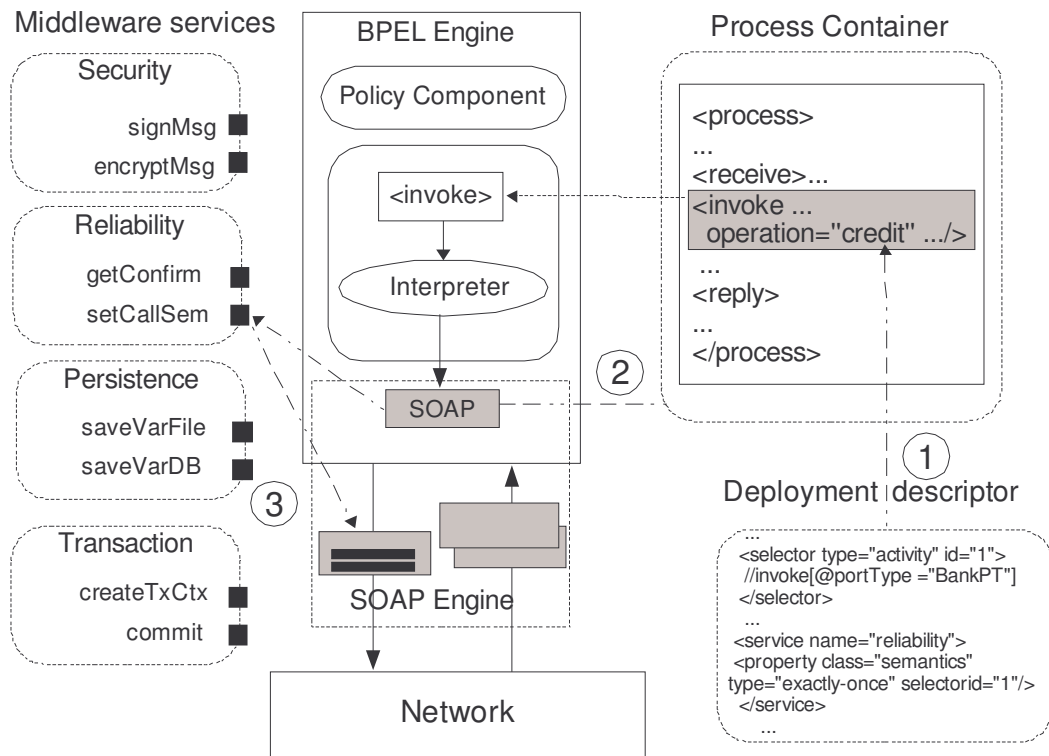 Middleware services
Security
signMsg
encryptMsg
Reliability
getConfirm
setCallSem
Persistence
saveVarFile
saveVarDB
Transaction
createTxCtx
commit
BPEL Engine
Policy Component
<invoke>
Interpreter
SOAP
SOAP Engine
Network
Process Container
<process>
...
<receive>...
<invoke ...
operation="credit" .../>
...
<reply>
...
</process>
2
1
3
Deployment descriptor
...
<selector type="activity" id="1">
//invoke[@portType ="BankPT"]
</selector>
...
<service name="reliability">
<property class="semantics"
type="exactly-once" selectorid="1"/>
</service>
...